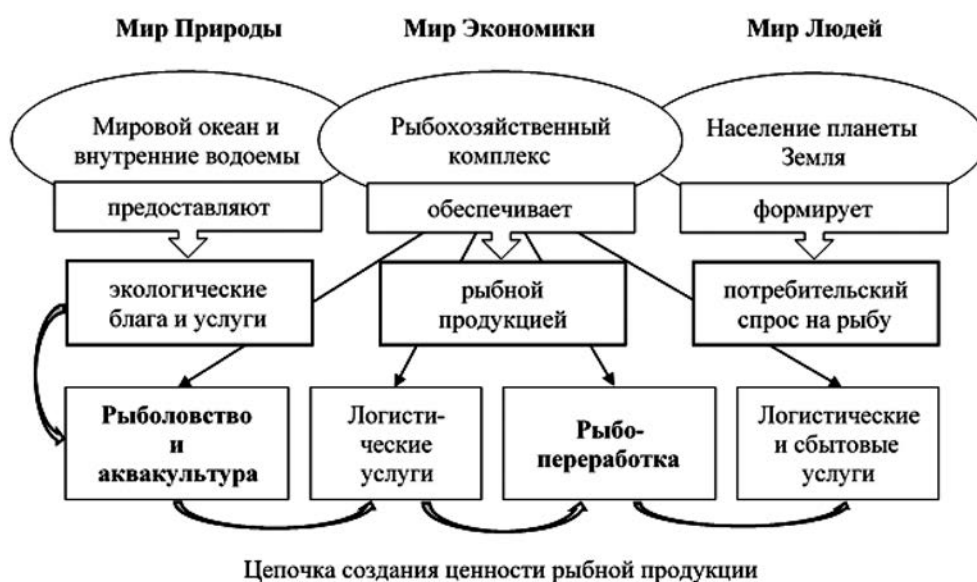 Мир Природы
Мир Экономики
Мир Людей
Мировой океан и
внутренние водоемы
Рыбохозяйственный
комплекс
Население планеты
Земля
предоставляют
обеспечивает
формирует
экологические
блага и услуги
рыбной
продукцией
потребительский
спрос на рыбу
Рыболовство
и
аквакультура
Логисти-
ческие
услуги
Рыбо-
переработка
Логистические
и сбытовые
услуги
Цепочка создания ценности рыбной продукции